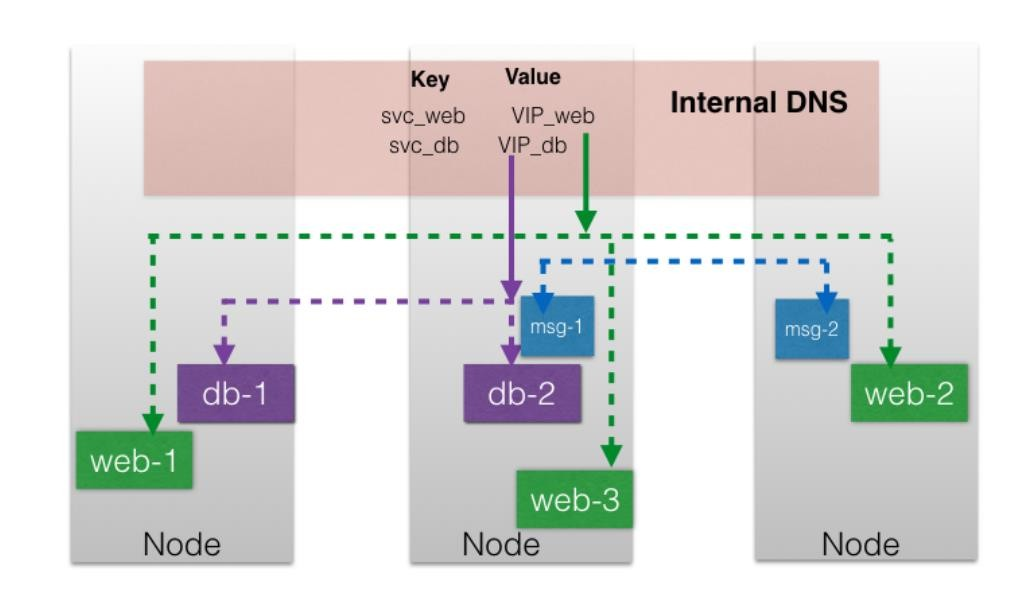 Key Value
Internal DNS
svc_web VIP_web
svc_db VIP_db
msg-1
msg-2
db-1
db-2
web-2
web-1
web-3
Node
Node
Node